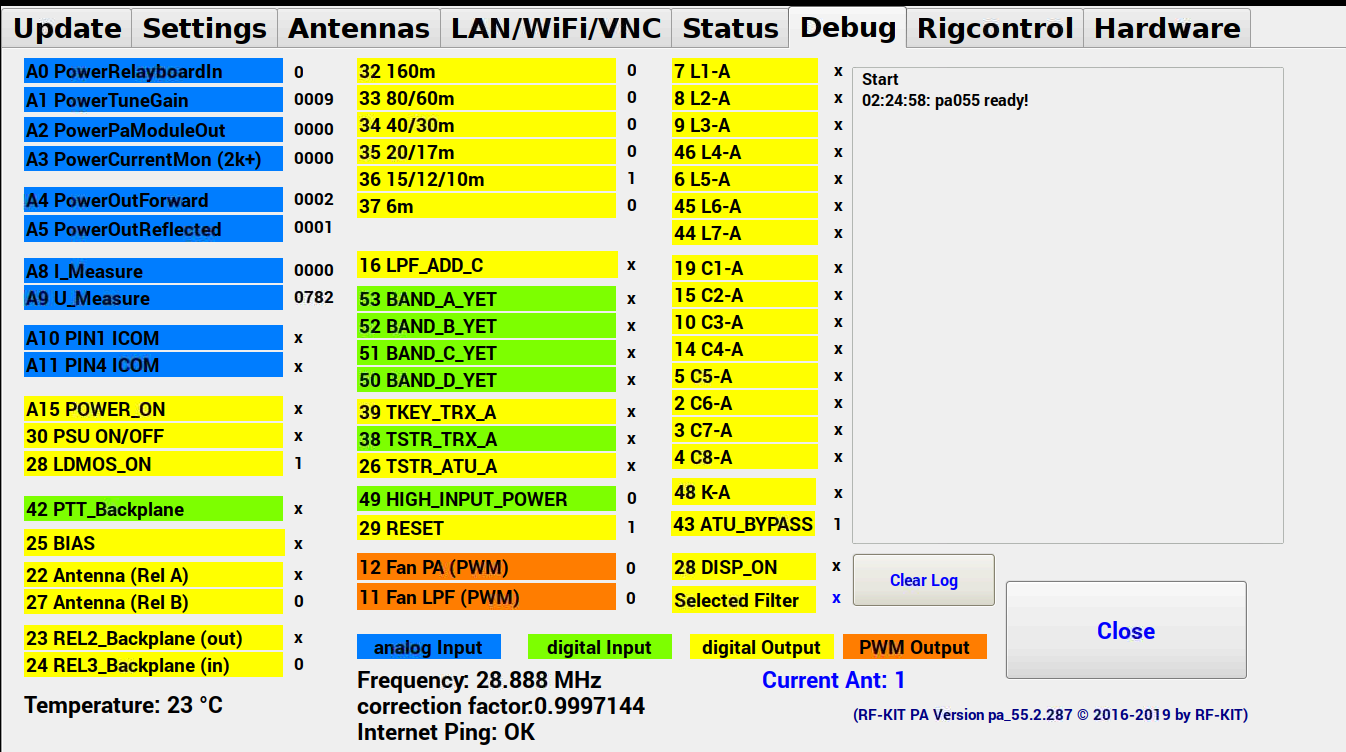 Update Settings Antennas LAN/WiFi/VNC Status Debug Rigcontrol Hardware
A0 PowerRelayboardIn 0
A1 PowerTuneGain 0009
A2 PowerPaModuleOut 0000
A3 PowerCurrentMon (2k+) 0000
A4 PowerOutForward 0002
A5 PowerOutReflected 0001
A8 I_Measure 0000
A9 U_Measure 0782
A10 PIN1 ICOM x
A11 PIN4 ICOM x
A15 POWER_ON x
30 PSU ON/OFF x
28 LDMOS_ON 1
42 PTT_Backplane x
25 BIAS x
22 Antenna (Rel A) x
27 Antenna (Rel B) 0
23 REL2_Backplane (out) x
24 REL3_Backplane (in) 0
Temperature: 23 °C
32 160m 0
33 80/60m 0
34 40/30m 0
35 20/17m 0
36 15/12/10m 1
37 6m 0
16 LPF_ADD_C x
53 BAND_A_YET x
52 BAND_B_YET x
51 BAND_C_YET x
50 BAND_D_YET x
39 TKEY_TRX_A x
38 TSTR_TRX_A x
26 TSTR_ATU_A x
49 HIGH_INPUT_POWER 0
29 RESET 1
12 Fan PA (PWM) 0
11 Fan LPF (PWM) 0
7 L1-A x
8 L2-A x
9 L3-A x
46 L4-A x
6 L5-A x
45 L6-A x
44 L7-A x
19 C1-A x
15 C2-A x
10 C3-A x
14 C4-A x
5 C5-A x
2 C6-A x
3 C7-A x
4 C8-A x
48 K-A x
43 ATU_BYPASS 1
28 DISP_ON x
Selected Filter x
Start
02:24:58: pa055 ready!
Clear Log
Close
analog Input digital Input digital Output PWM Output
Frequency: 28.888 MHz
correction factor:0.9997144
Internet Ping: OK
Current Ant: 1
(RF-KIT PA Version pa_55.2.287 © 2016-2019 by RF-KIT)